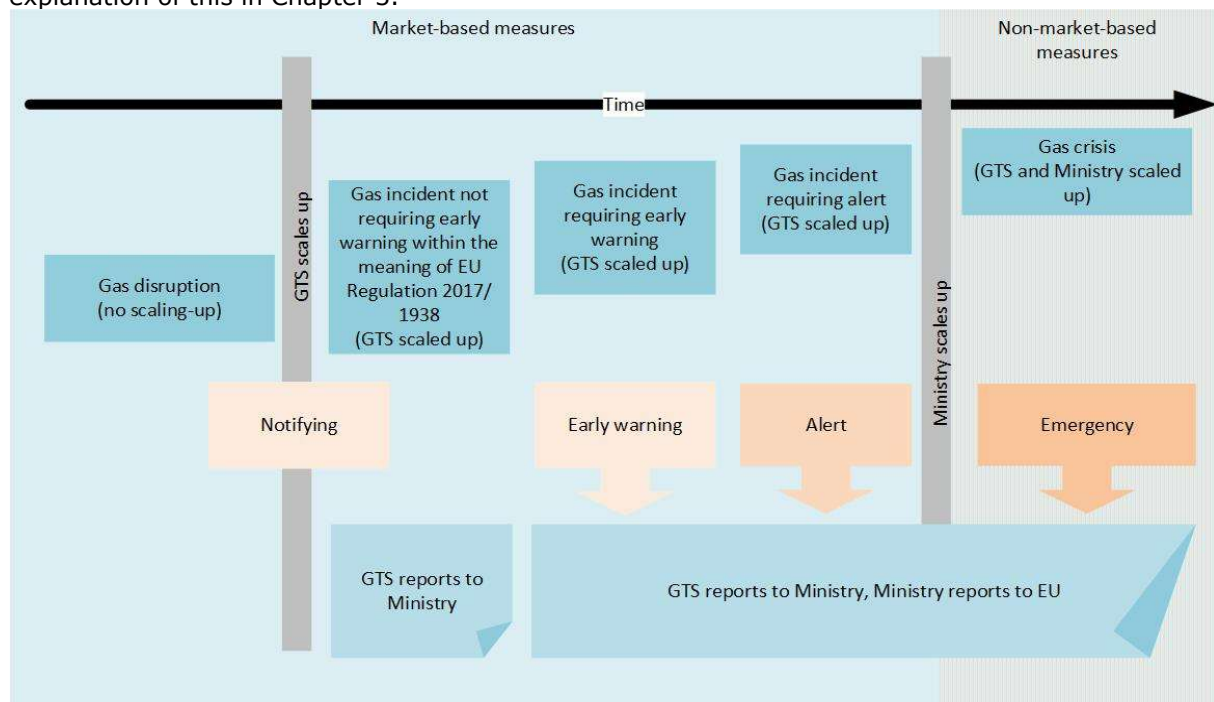 explanation of this in Chapter 3.
Market-based measures
Non-market-based
measures
Time
GTS scales up
Ministry scales up
Gas disruption
(no scaling-up)
Gas incident not
requiring early
warning within the
meaning of EU
Regulation 2017/
1938
(GTS scaled up)
Gas incident
requiring early
warning
(GTS scaled up)
Gas incident
requiring alert
(GTS scaled up)
Gas crisis
(GTS and Ministry scaled
up)
Notifying
Early warning
Alert
Emergency
GTS reports to
Ministry
GTS reports to Ministry, Ministry reports to EU